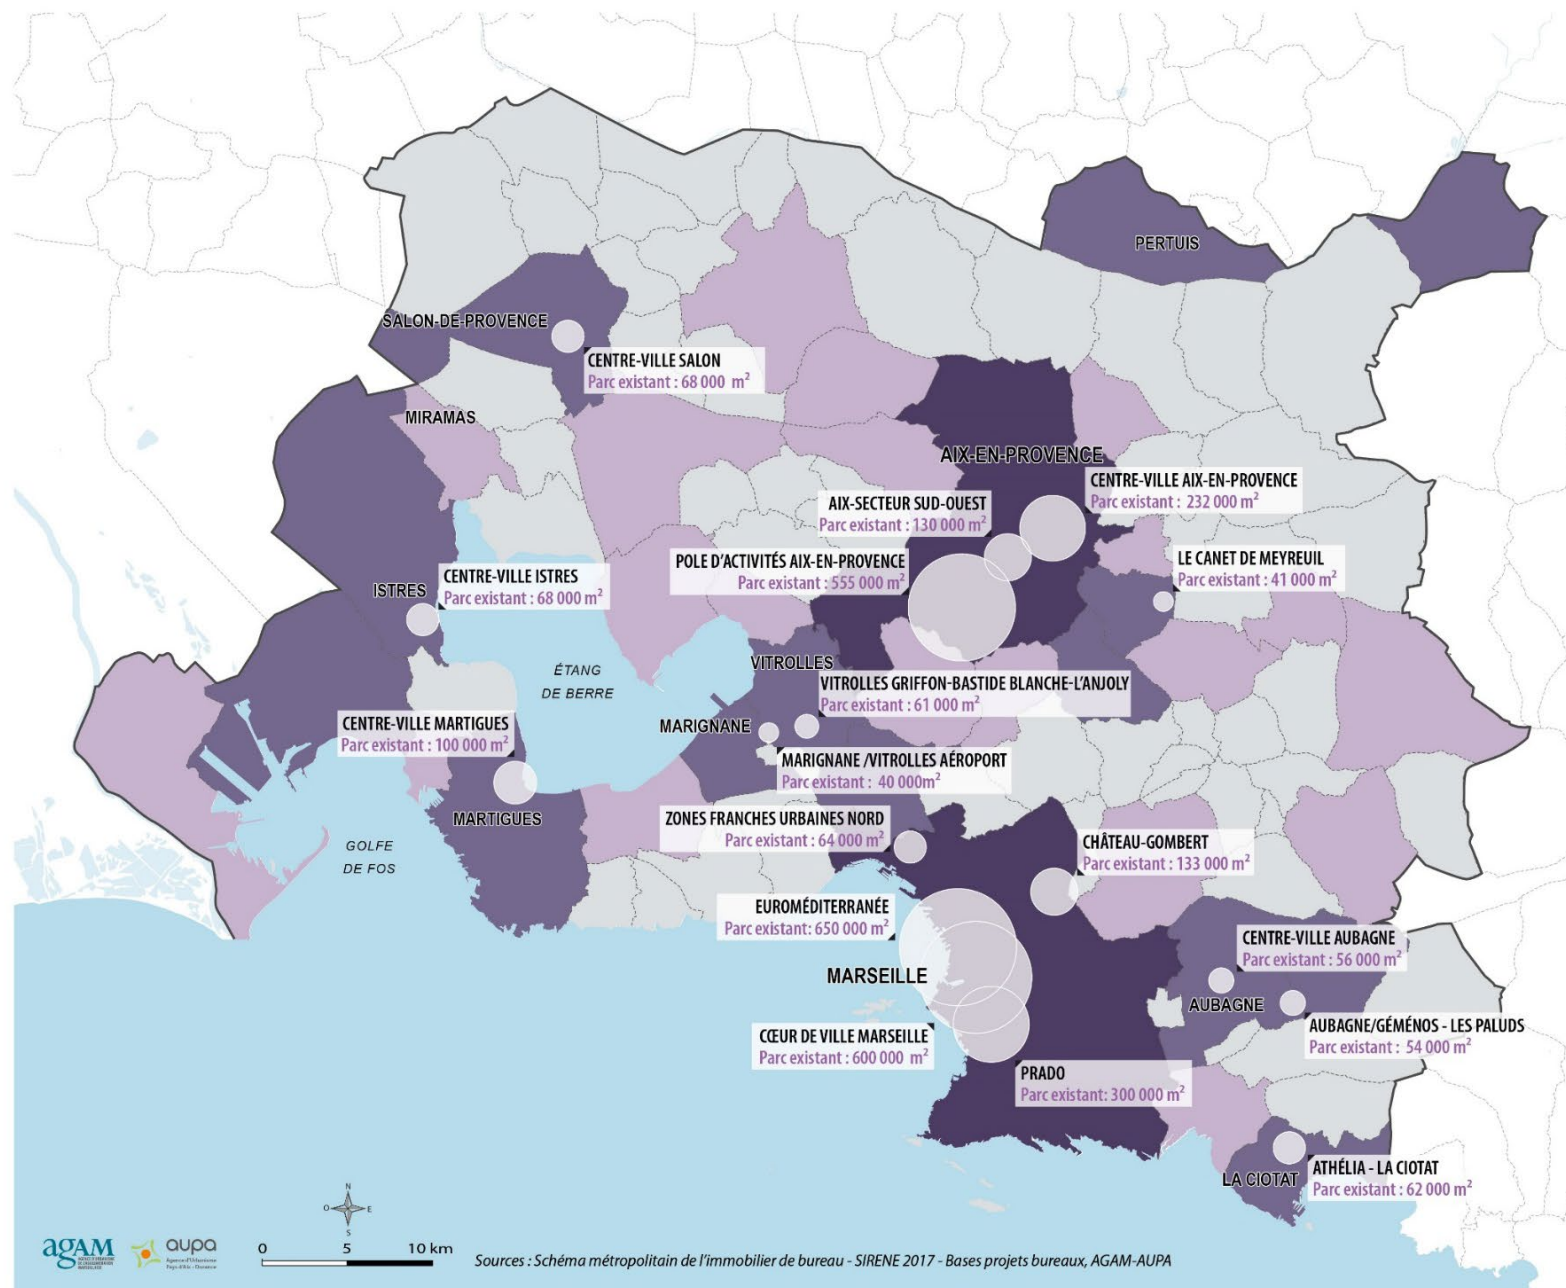 PERTUIS
SALON-DE-PROVENCE
CENTRE-VILLE SALON
Parc existant : 68 000 m²
MIRAMAS
AIX-EN-PROVENCE
CENTRE-VILLE AIX-EN-PROVENCE
Parc existant : 232 000 m²
AIX-SECTEUR SUD-OUEST
Parc existant : 130 000 m²
POLE D'ACTIVITÉS AIX-EN-PROVENCE
Parc existant : 555 000 m²
LE CANET DE MEYREUIL
Parc existant : 41 000 m²
ISTRES
CENTRE-VILLE ISTRES
Parc existant : 68 000 m²
ÉTANG
DE BERRE
VITROLLES
VITROLLES GRIFFON-BASTIDE BLANCHE-L'ANJOLY
Parc existant : 61 000 m²
CENTRE-VILLE MARTIGUES
Parc existant : 100 000 m²
MARIGNANE
MARIGNANE /VITROLLES AÉROPORT
Parc existant : 40 000m²
MARTIGUES
ZONES FRANCHES URBAINES NORD
Parc existant : 64 000 m²
GOLFE
DE FOS
CHÂTEAU-GOMBERT
Parc existant : 133 000 m²
EUROMÉDITERRANÉE
Parc existant: 650 000 m²
CENTRE-VILLE AUBAGNE
Parc existant : 56 000 m²
MARSEILLE
AUBAGNE
AUBAGNE/GÉMÉNOS - LES PALUDS
Parc existant : 54 000 m²
CŒUR DE VILLE MARSEILLE
Parc existant : 600 000 m²
PRADO
Parc existant: 300 000 m²
LA CIOTAT
ATHÉLIA - LA CIOTAT
Parc existant : 62 000 m²
N
O E
S
agAM
aupa
0 5 10 km
Sources : Schéma métropolitain de l'immobilier de bureau - SIRENE 2017 - Bases projets bureaux, AGAM-AUPA